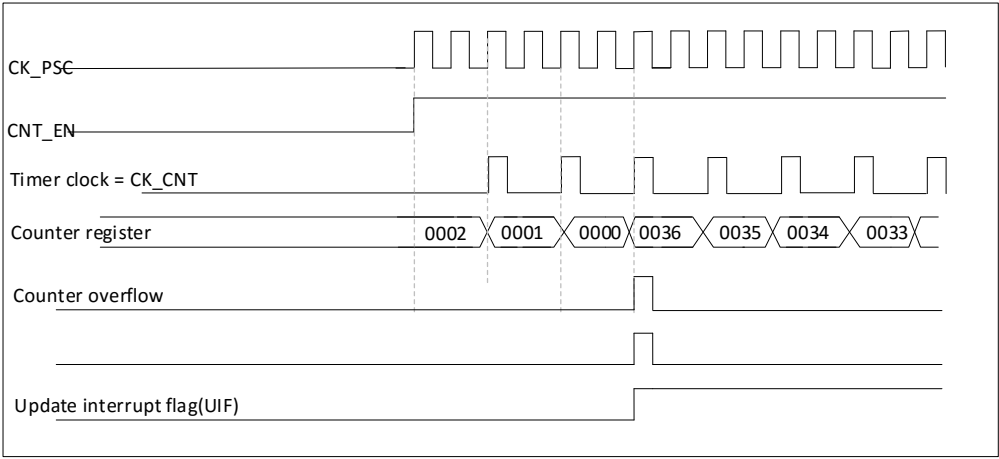 CK_PSC
CNT_EN
Timer clock = CK_CNT
Counter register 0002 0001 0000 0036 0035 0034 0033
Counter overflow
Update interrupt flag(UIF)